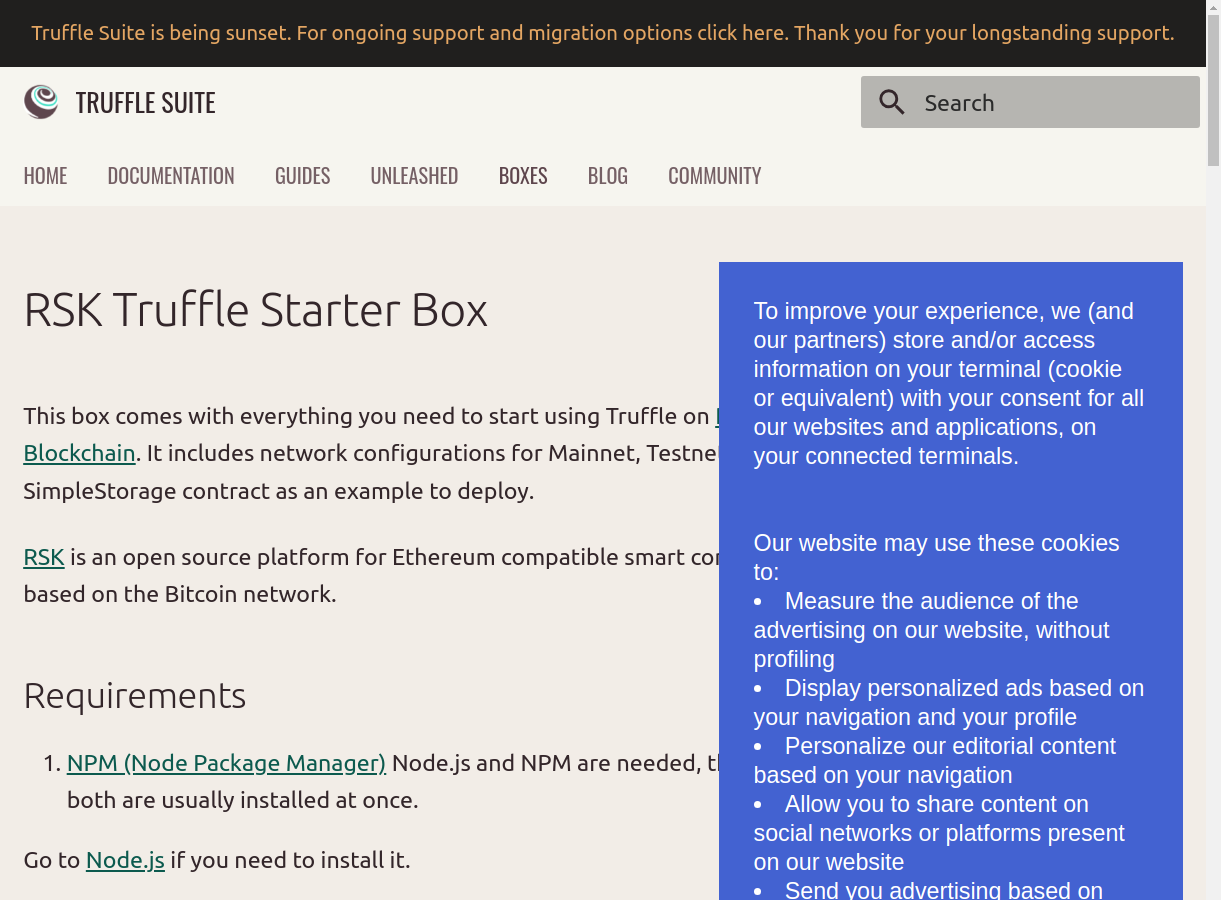 Truffle Suite is being sunset. For ongoing support and migration options click here. Thank you for your longstanding support.
TRUFFLE SUITE
Search
HOME DOCUMENTATION GUIDES UNLEASHED BOXES BLOG COMMUNITY
RSK Truffle Starter Box
This box comes with everything you need to start using Truffle on
Blockchain. It includes network configurations for Mainnet,
SimpleStorage contract as an example to deploy.
RSK is an open source platform for Ethereum compatible smart
based on the Bitcoin network.
Requirements
1. NPM (Node Package Manager) Node.js and NPM are needed,
both are usually installed at once.
Go to Node.js if you need to install it.
To improve your experience, we (and
our partners) store and/or access
information on your terminal (cookie
or equivalent) with your consent for all
our websites and applications, on
your connected terminals.
Our website may use these cookies
to:
• Measure the audience of the
advertising on our website, without
profiling
• Display personalized ads based on
your navigation and your profile
• Personalize our editorial content
based on your navigation
• Allow you to share content on
social networks or platforms present
on our website
• Send you advertising based on